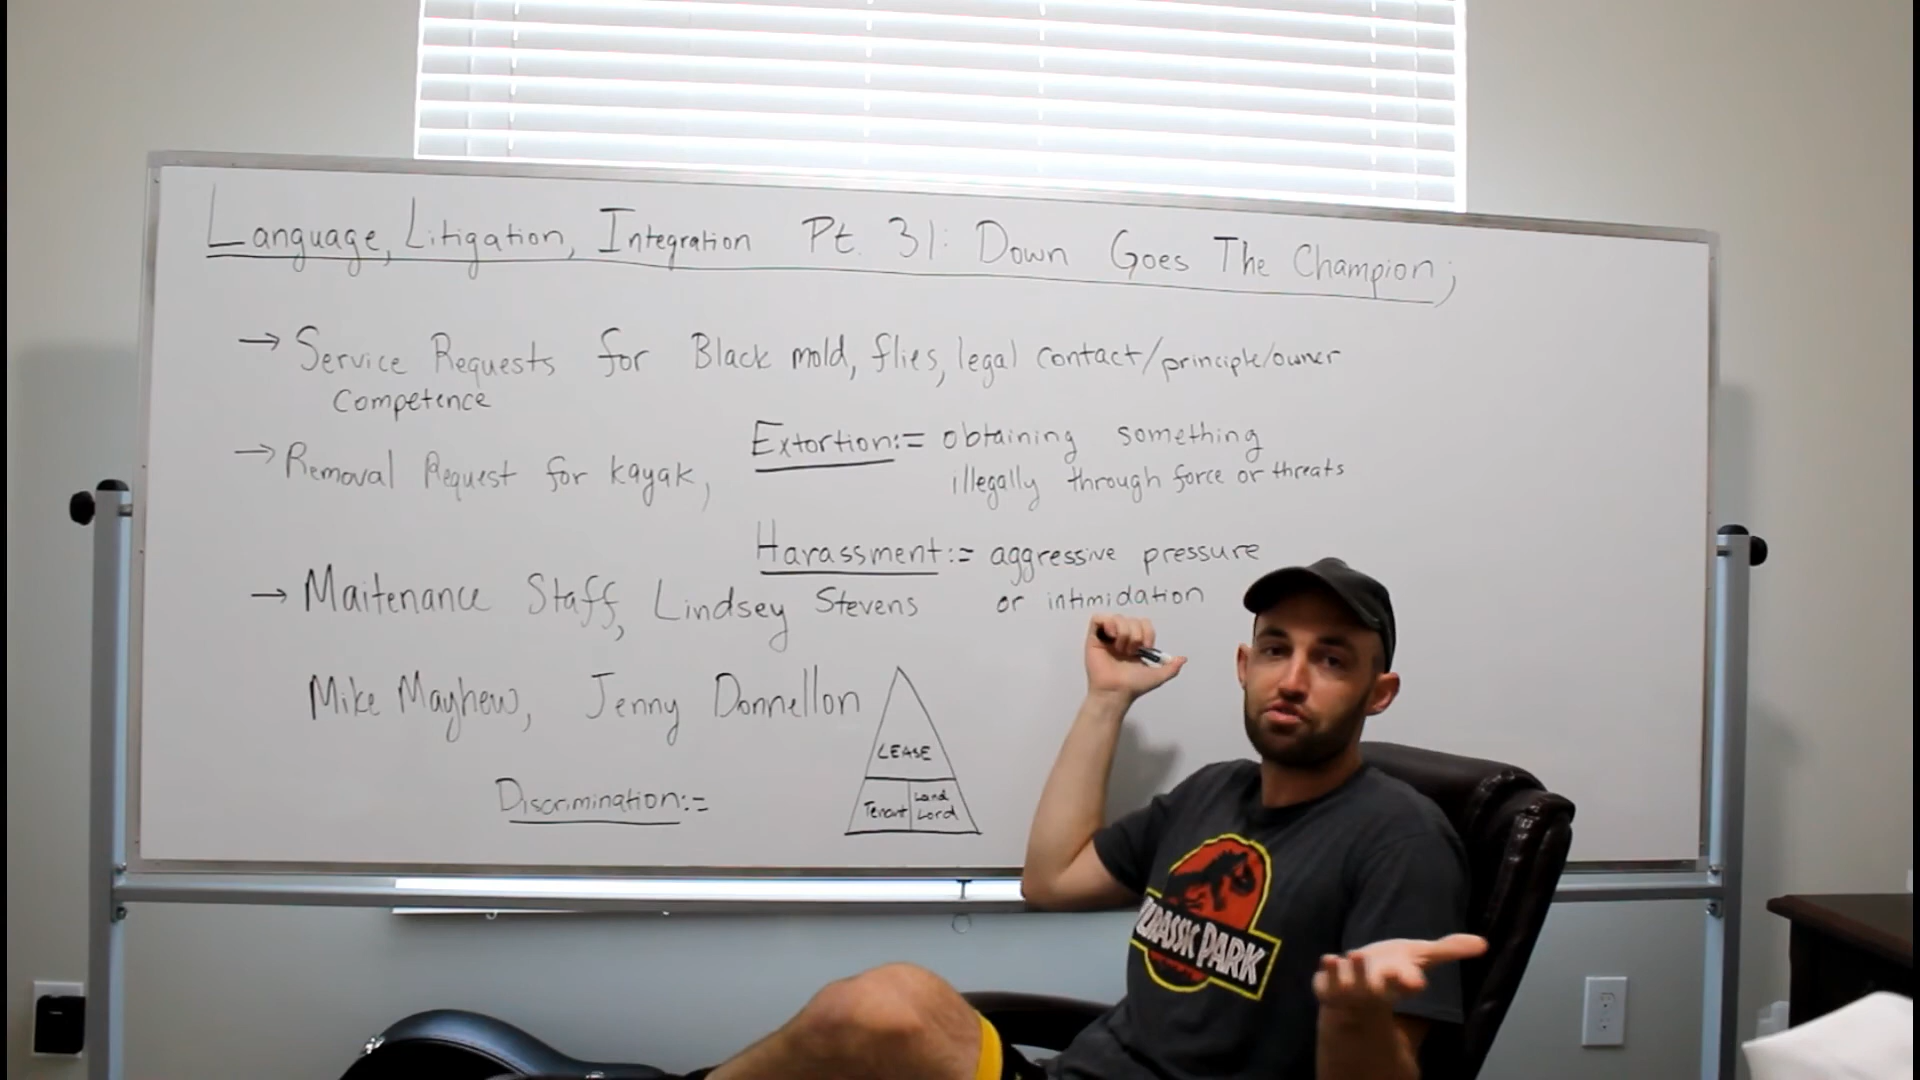 Language, Litigation, Integration Pt. 31: Down Goes The Champion;
→ Service Requests for Black mold, flies, legal contact/principle/owner
Competence
→ Removal Request for kayak,
Extortion:= obtaining something
illegally through force or threats
Harassment:= aggressive pressure
or intimidation
→ Maitenance Staff, Lindsey Stevens
Mike Mayhew, Jenny Donnellon
LEASE
Tenant
Land
Lord
Discrimination:=
JURASSIC PARK